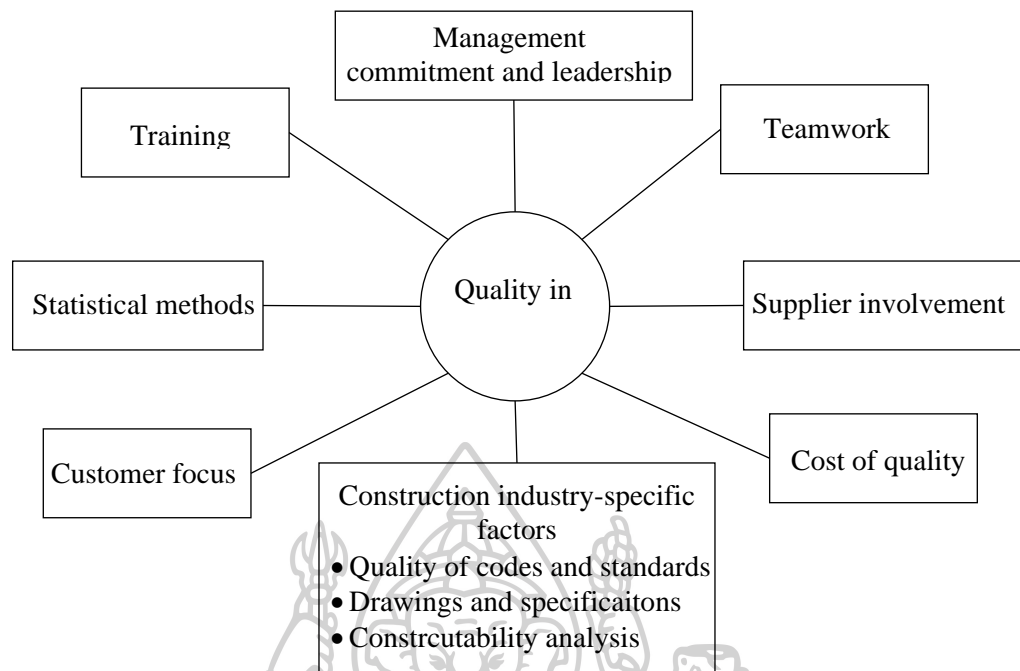 Management
commitment and leadership
Training
Teamwork
Quality in
Statistical methods
Supplier involvement
Customer focus
Cost of quality
Construction industry-specific
factors
• Quality of codes and standards
• Drawings and specificaitons
• Constrcutability analysis